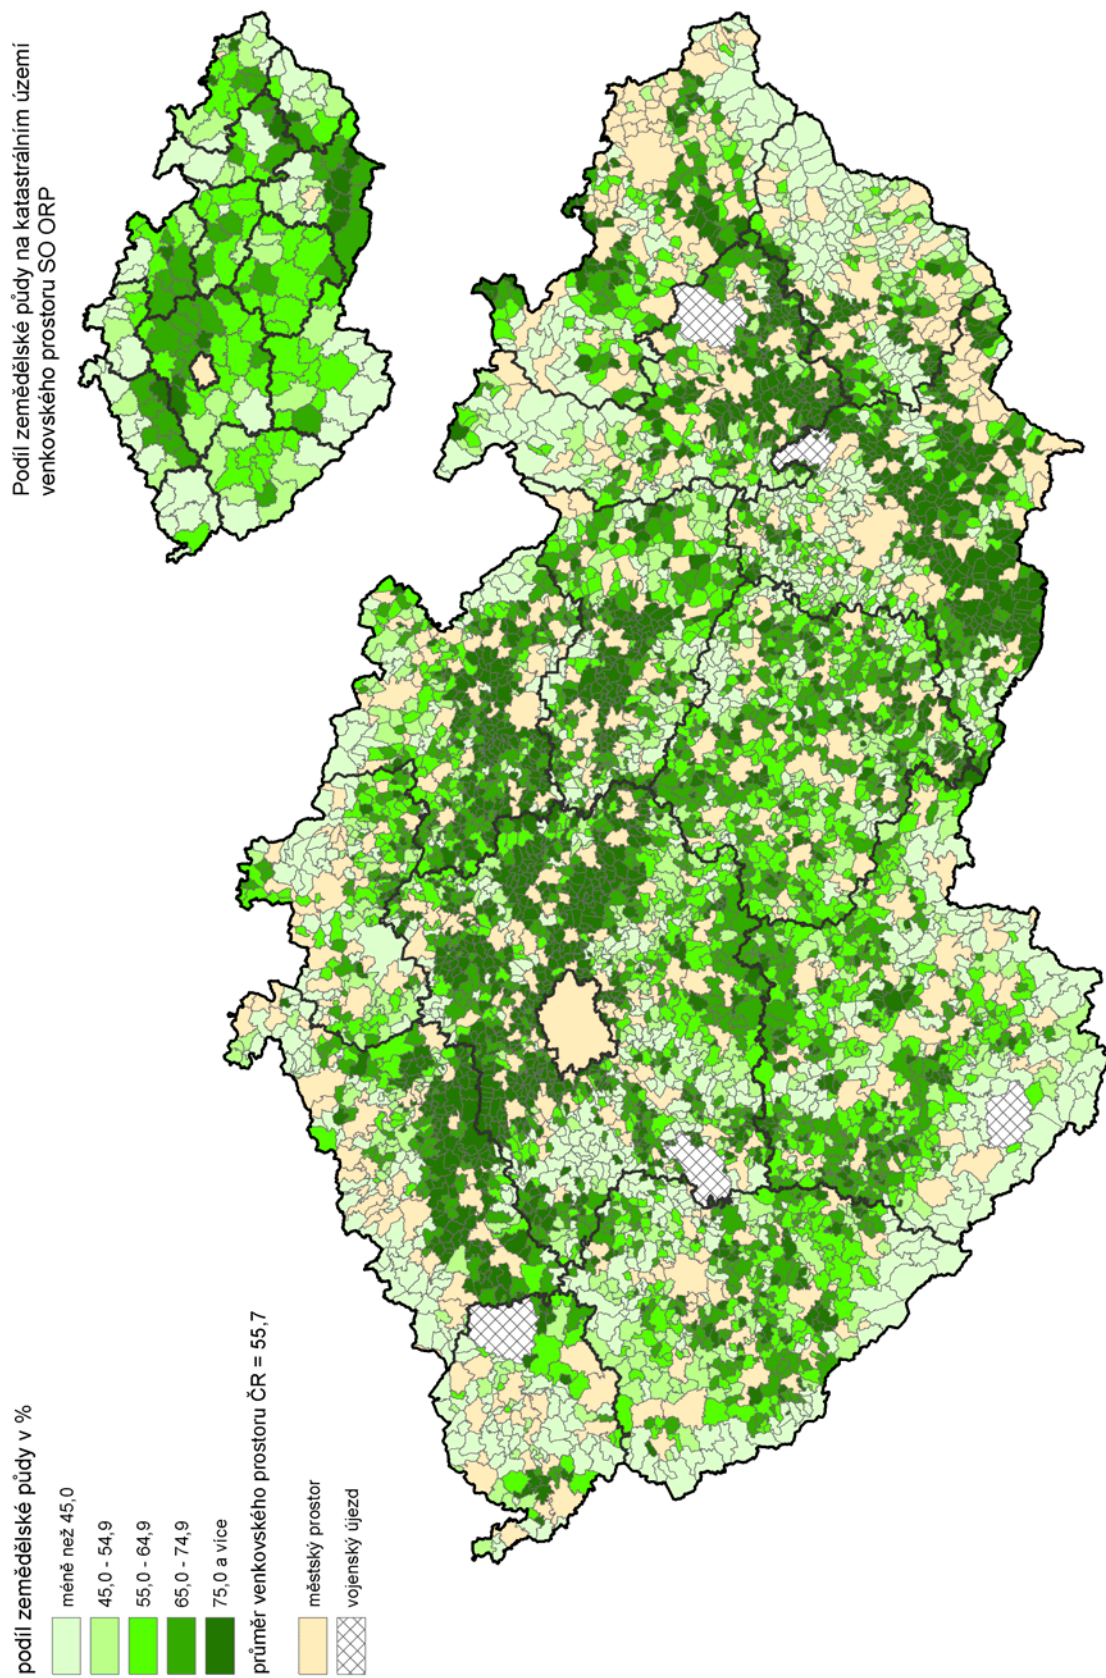 podíl zemědělské půdy v %
méně než 45,0
45,0 - 54,9
55,0 - 64,9
65,0 - 74,9
75,0 a více
průměr venkovského prostoru ČR = 55,7
městský prostor
vojenský újezd
Podíl zemědělské půdy na katastrálním území
venkovského prostoru SO ORP